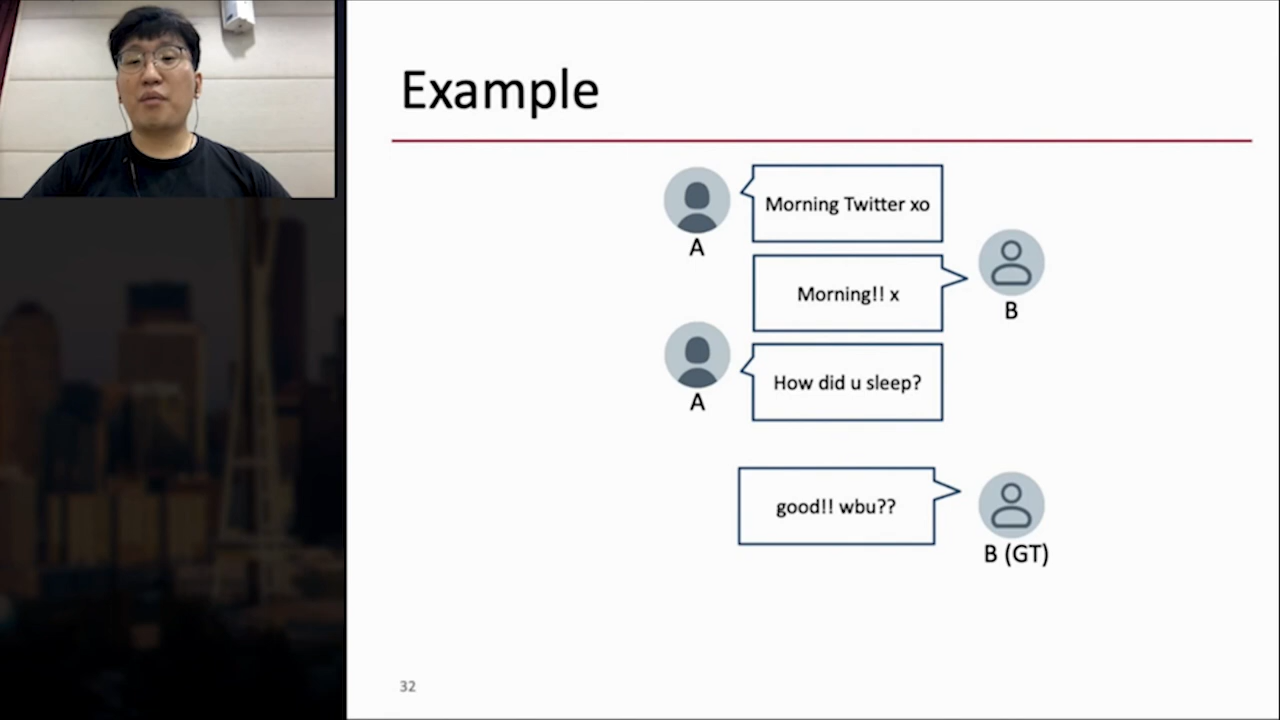 Example
Morning Twitter xo
A
Morning!! x
B
How did u sleep?
A
good!! wbu??
B (GT)
32